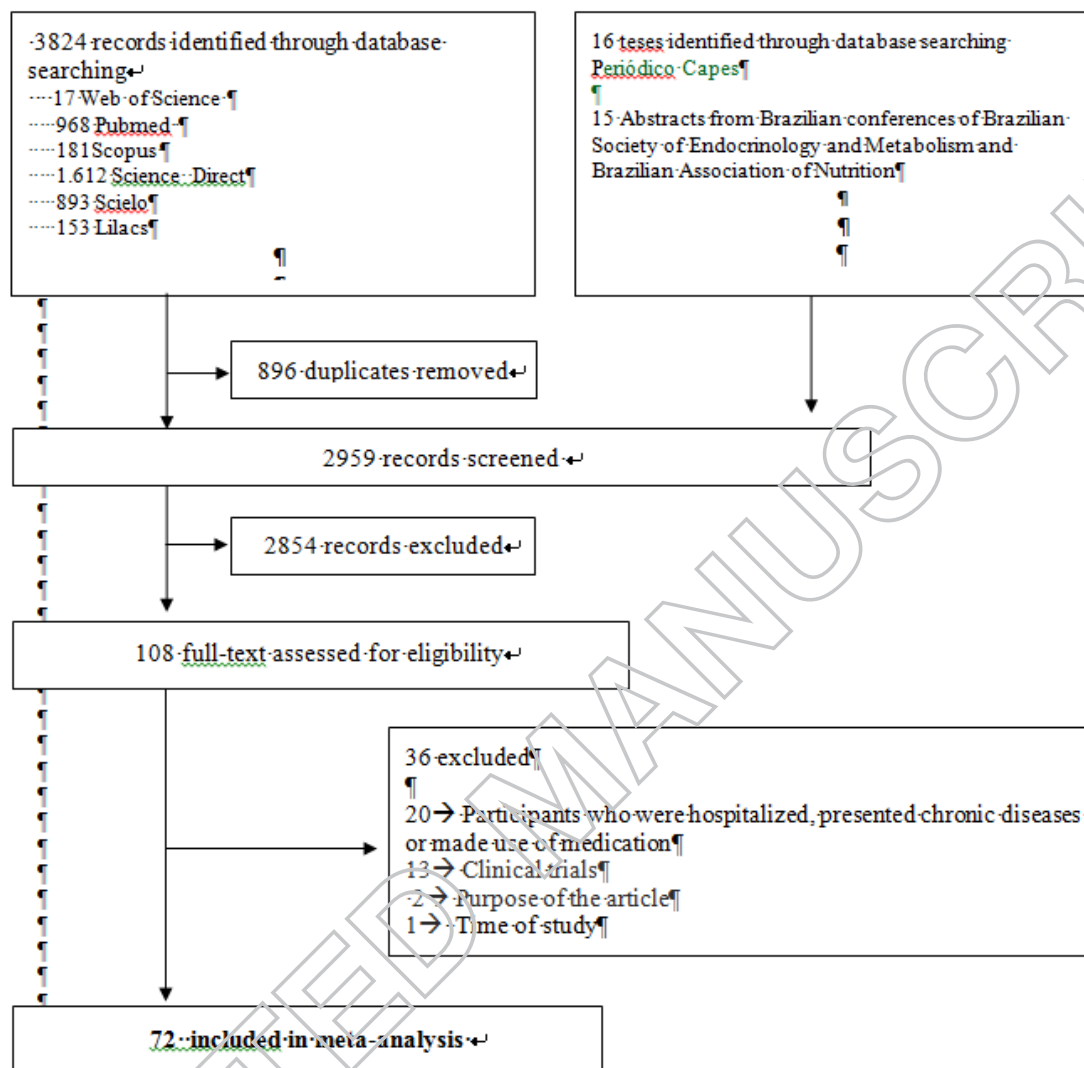 3824 records identified through database
searching
17 Web of Science
968 Pubmed
181Scopus
1.612 Science Direct
893 Scielo
153 Lilacs
16 teses identified through database searching
Periódico Capes
15 Abstracts from Brazilian conferences of Brazilian
Society of Endocrinology and Metabolism and
Brazilian Association of Nutrition
896 duplicates removed
2959 records screened
2854 records excluded
108 full-text assessed for eligibility
36 excluded
20→ Participants who were hospitalized, presented chronic diseases
or made use of medication
13→ Clinical trials
2→ Purpose of the article
1→ Time of study
72 included in meta-analysis
TED MANUSCRI